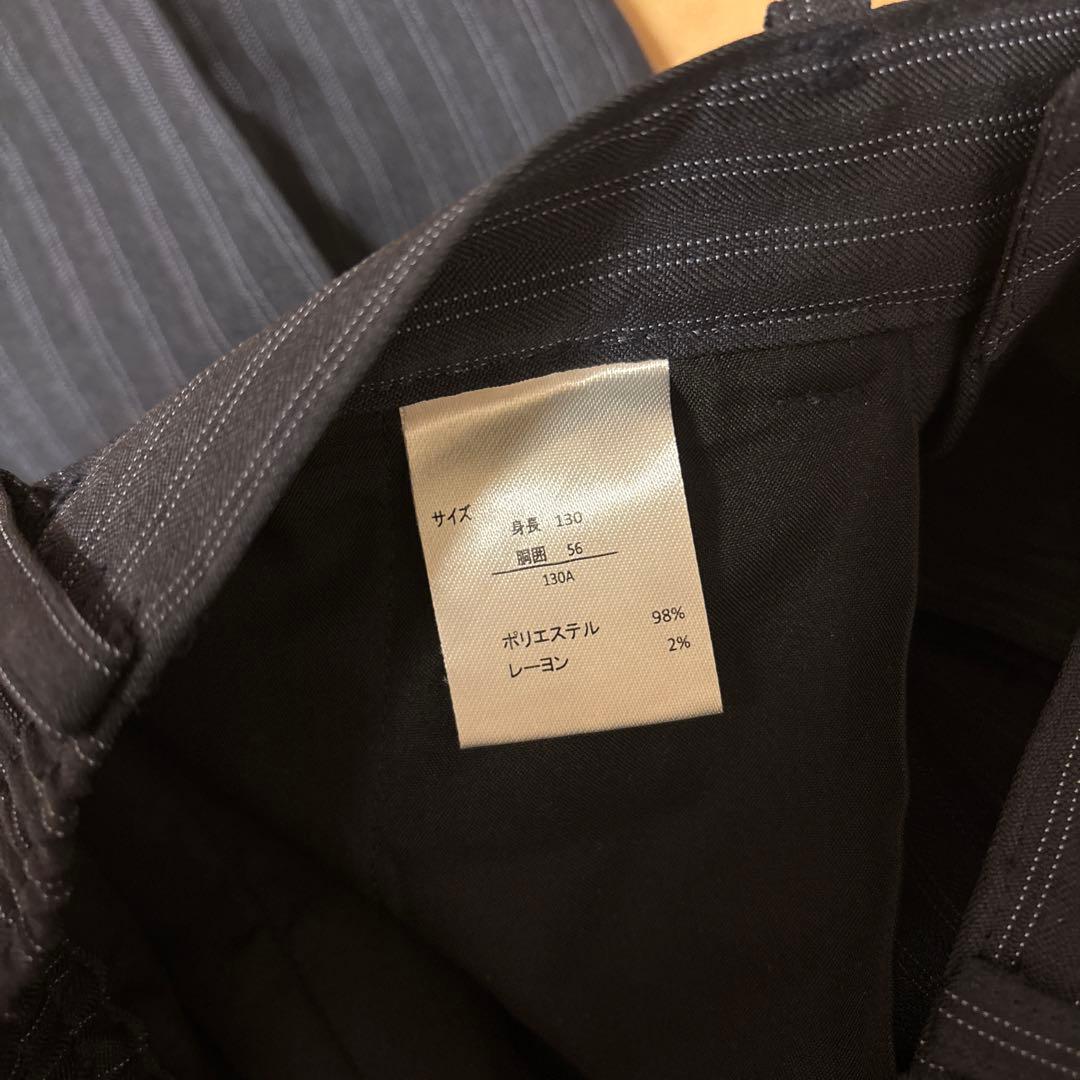 サイズ
身長 130
胴囲 56
130A
ポリエステル 98%
レーヨン 2%